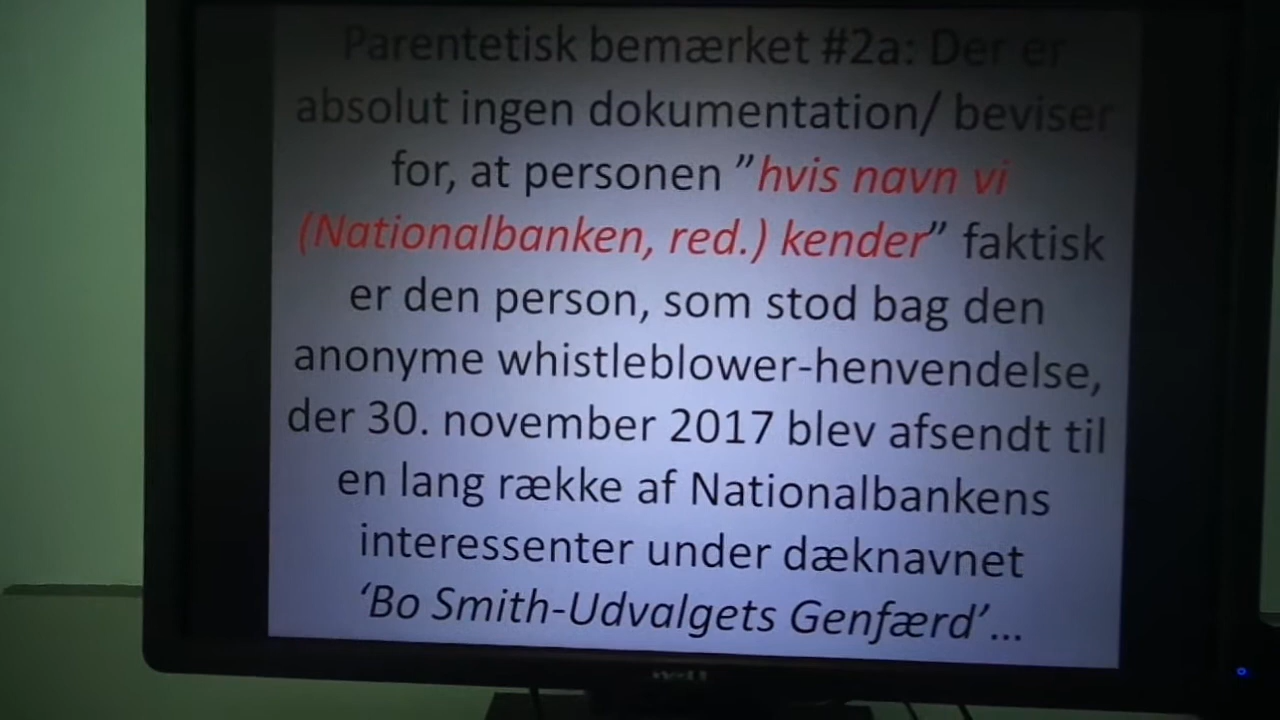 Parentetisk bemærket #2a: Der er
absolut ingen dokumentation/ beviser
for, at personen ”hvis navn vi
(Nationalbanken, red.) kender” faktisk
er den person, som stod bag den
anonyme whistleblower-henvendelse,
der 30. november 2017 blev afsendt til
en lang række af Nationalbankens
interessenter under dæknavnet
‘Bo Smith-Udvalgets Genfærd’...